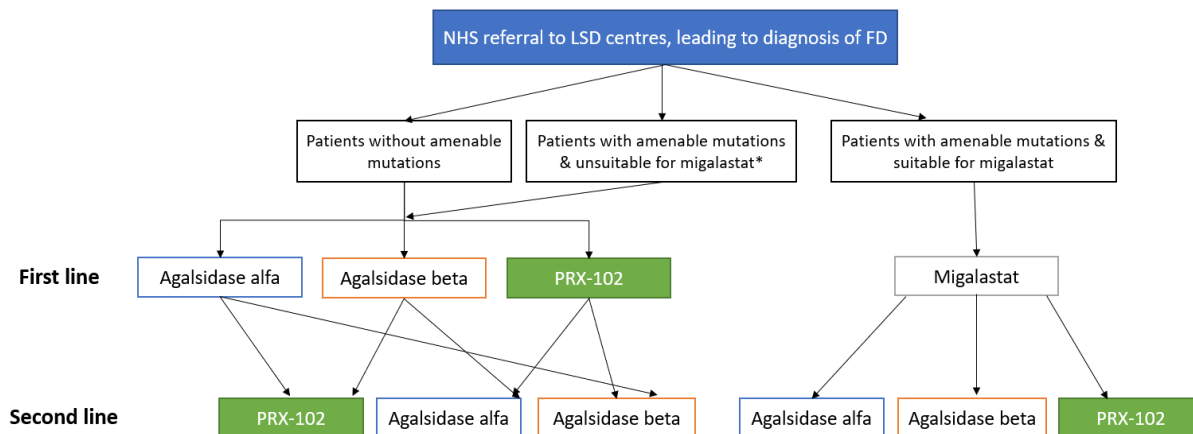 NHS referral to LSD centres, leading to diagnosis of FD
Patients without amenable
mutations
Patients with amenable mutations
& unsuitable for migalastat*
Patients with amenable mutations &
suitable for migalastat
First line
Agalsidase alfa
Agalsidase beta
PRX-102
Migalastat
Second line
PRX-102
Agalsidase alfa
Agalsidase beta
Agalsidase alfa
Agalsidase beta
PRX-102